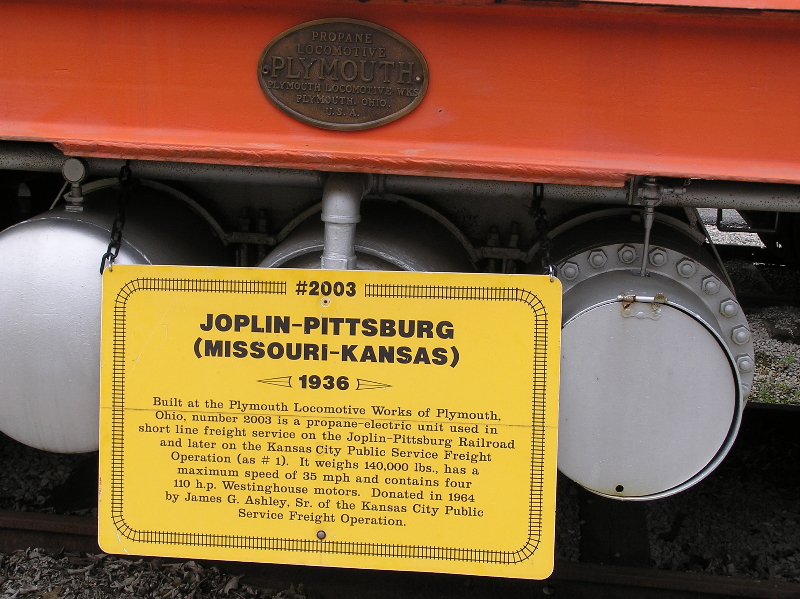 PROPANE
LOCOMOTIVE
PLYMOUTH
PLYMOUTH LOCOMOTIVE WKS.
PLYMOUTH, OHIO,
U.S.A.
#2003
JOPLIN-PITTSBURG
(MISSOURI-KANSAS)
1936
Built at the Plymouth Locomotive Works of Plymouth,
Ohio, number 2003 is a propane-electric unit used in
short line freight service on the Joplin-Pittsburg Railroad
and later on the Kansas City Public Service Freight
Operation (as # 1). It weighs 140,000 lbs., has a
maximum speed of 35 mph and contains four
110 h.p. Westinghouse motors. Donated in 1964
by James G. Ashley, Sr. of the Kansas City Public
Service Freight Operation.